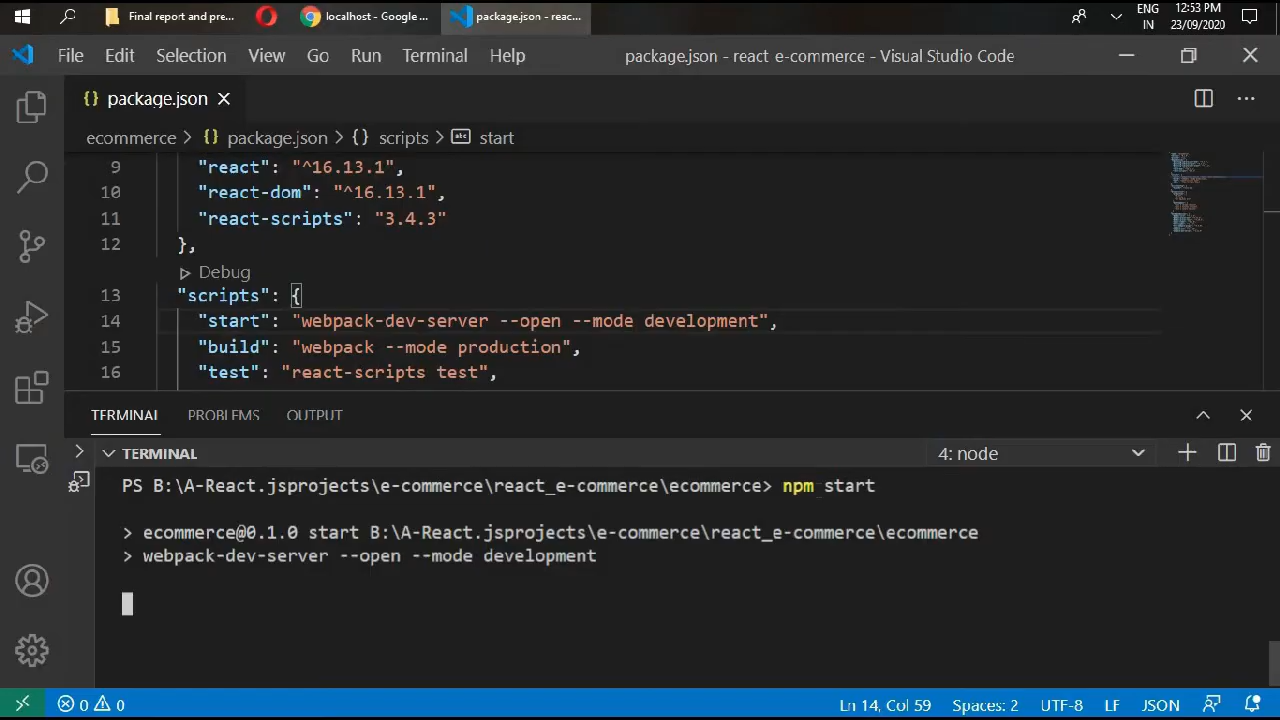 Final report and pre...
localhost - Google ...
package.json - reac...
ENG
IN
12:53 PM
23/09/2020
File Edit Selection View Go Run Terminal Help
package.json - react e-commerce - Visual Studio Code
{} package.json
ecommerce > {} package.json > {} scripts > abc start
9 "react": "^16.13.1",
10 "react-dom": "^16.13.1",
11 "react-scripts": "3.4.3"
12 },
Debug
13 "scripts": {
14 "start": "webpack-dev-server --open --mode development",
15 "build": "webpack --mode production",
16 "test": "react-scripts test",
TERMINAL PROBLEMS OUTPUT
TERMINAL
4: node
PS B:\A-React.jsprojects\e-commerce\react_e-commerce\ecommerce> npm start
> ecommerce@0.1.0 start B:\A-React.jsprojects\e-commerce\react_e-commerce\ecommerce
> webpack-dev-server --open --mode development
0 0
Ln 14, Col 59 Spaces: 2 UTF-8 LF JSON